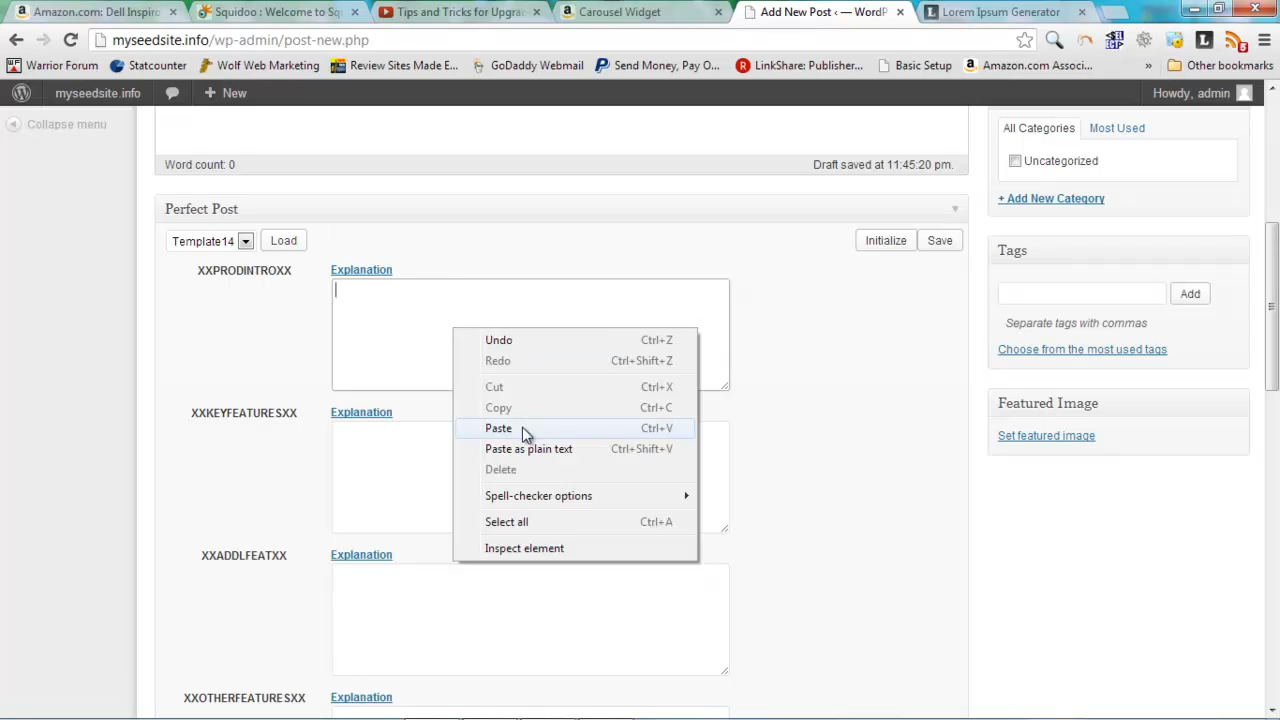 Amazon.com: Dell Inspiro
Squidoo : Welcome to Sq
Tips and Tricks for Upgra
Carousel Widget
Add New Post ‹ — WordP
Lorem Ipsum Generator
myseedsite.info/wp-admin/post-new.php
Warrior Forum
Statcounter
Wolf Web Marketing
Review Sites Made E...
GoDaddy Webmail
Send Money, Pay O...
LinkShare: Publisher...
Basic Setup
Amazon.com Associ...
»
Other bookmarks
myseedsite.info
+ New
Howdy, admin
Collapse menu
Word count: 0
Draft saved at 11:45:20 pm.
All Categories
Most Used
Uncategorized
+ Add New Category
Perfect Post
Template14
Load
Initialize
Save
XXPRODINTROXX
Explanation
Tags
Add
Separate tags with commas
Choose from the most used tags
Undo Ctrl+Z
Redo Ctrl+Shift+Z
Cut Ctrl+X
Copy Ctrl+C
Paste Ctrl+V
Paste as plain text Ctrl+Shift+V
Delete
Spell-checker options
Select all Ctrl+A
Inspect element
XXKEYFEATURESXX
Explanation
Featured Image
Set featured image
XXADDLFEATXX
Explanation
XXOTHERFEATURESXX
Explanation